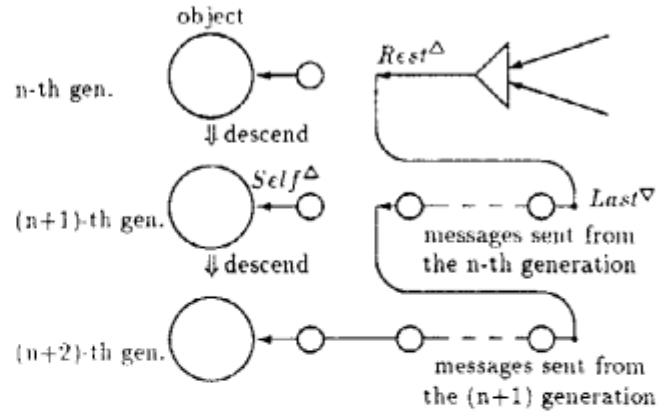 object
Rest△
n-th gen.
⇓ descend
Self△
(n+1)-th gen.
Last▽
messages sent from
the n-th generation
⇓ descend
(n+2)-th gen.
messages sent from
the (n+1) generation